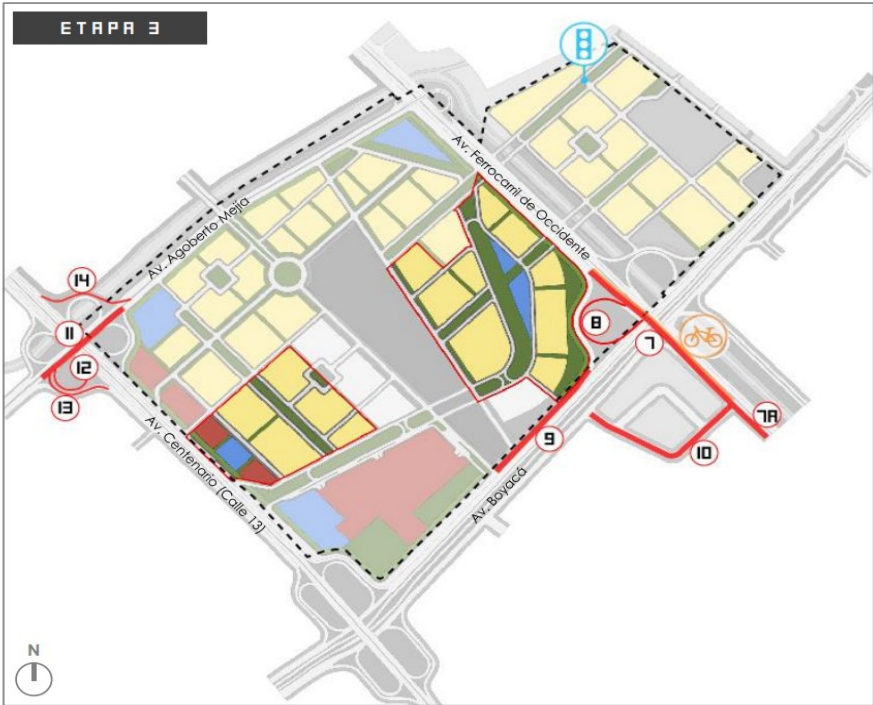 ETAPA 3
Av. Ferrocarril de Occidente
Av. Agoberto Mejía
14
11
12
13
8
7
7A
9
10
Av. Centenario (Calle 13)
Av. Boyacá
N